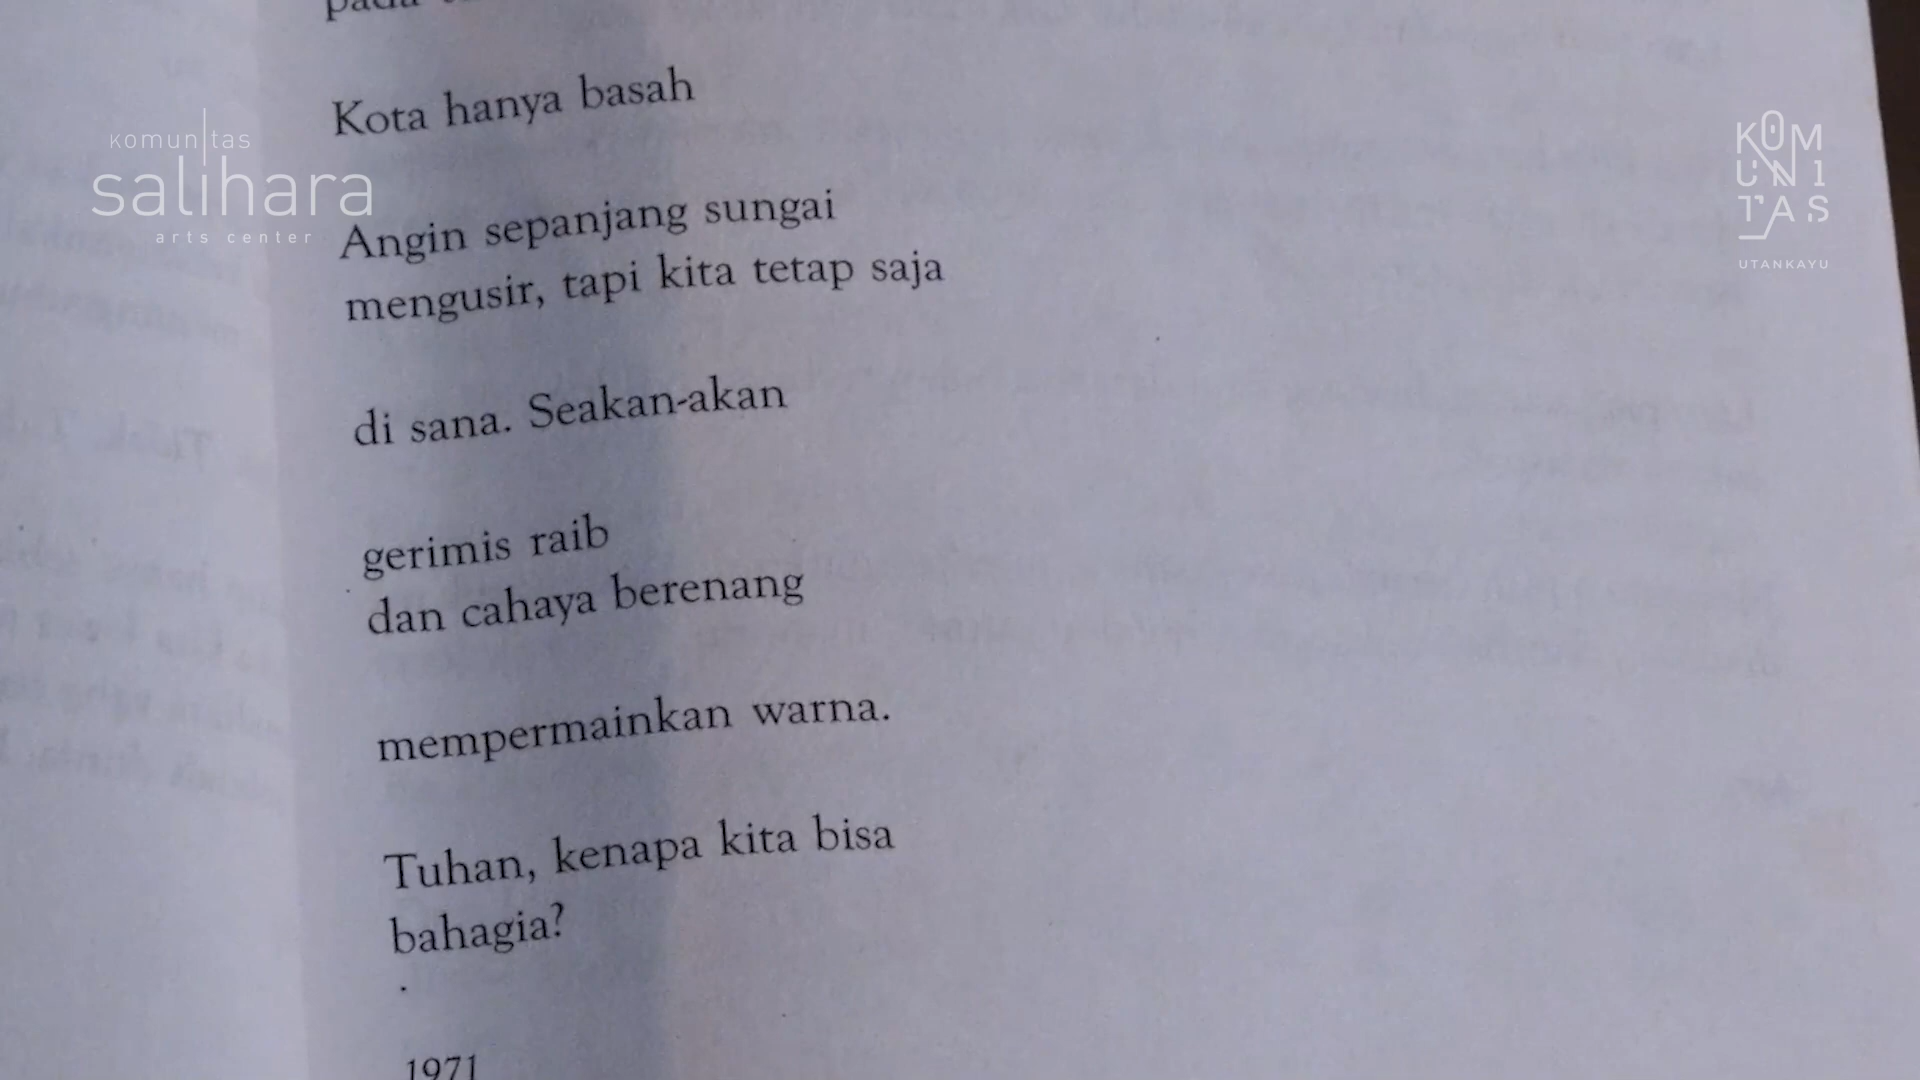 pada
Kota hanya basah
Angin sepanjang sungai
mengusir, tapi kita tetap saja
di sana. Seakan-akan
gerimis raib
dan cahaya berenang
mempermainkan warna.
Tuhan, kenapa kita bisa
bahagia?
1971
komunitas
salihara
arts center
KOMUNITAS
UTANKAYU